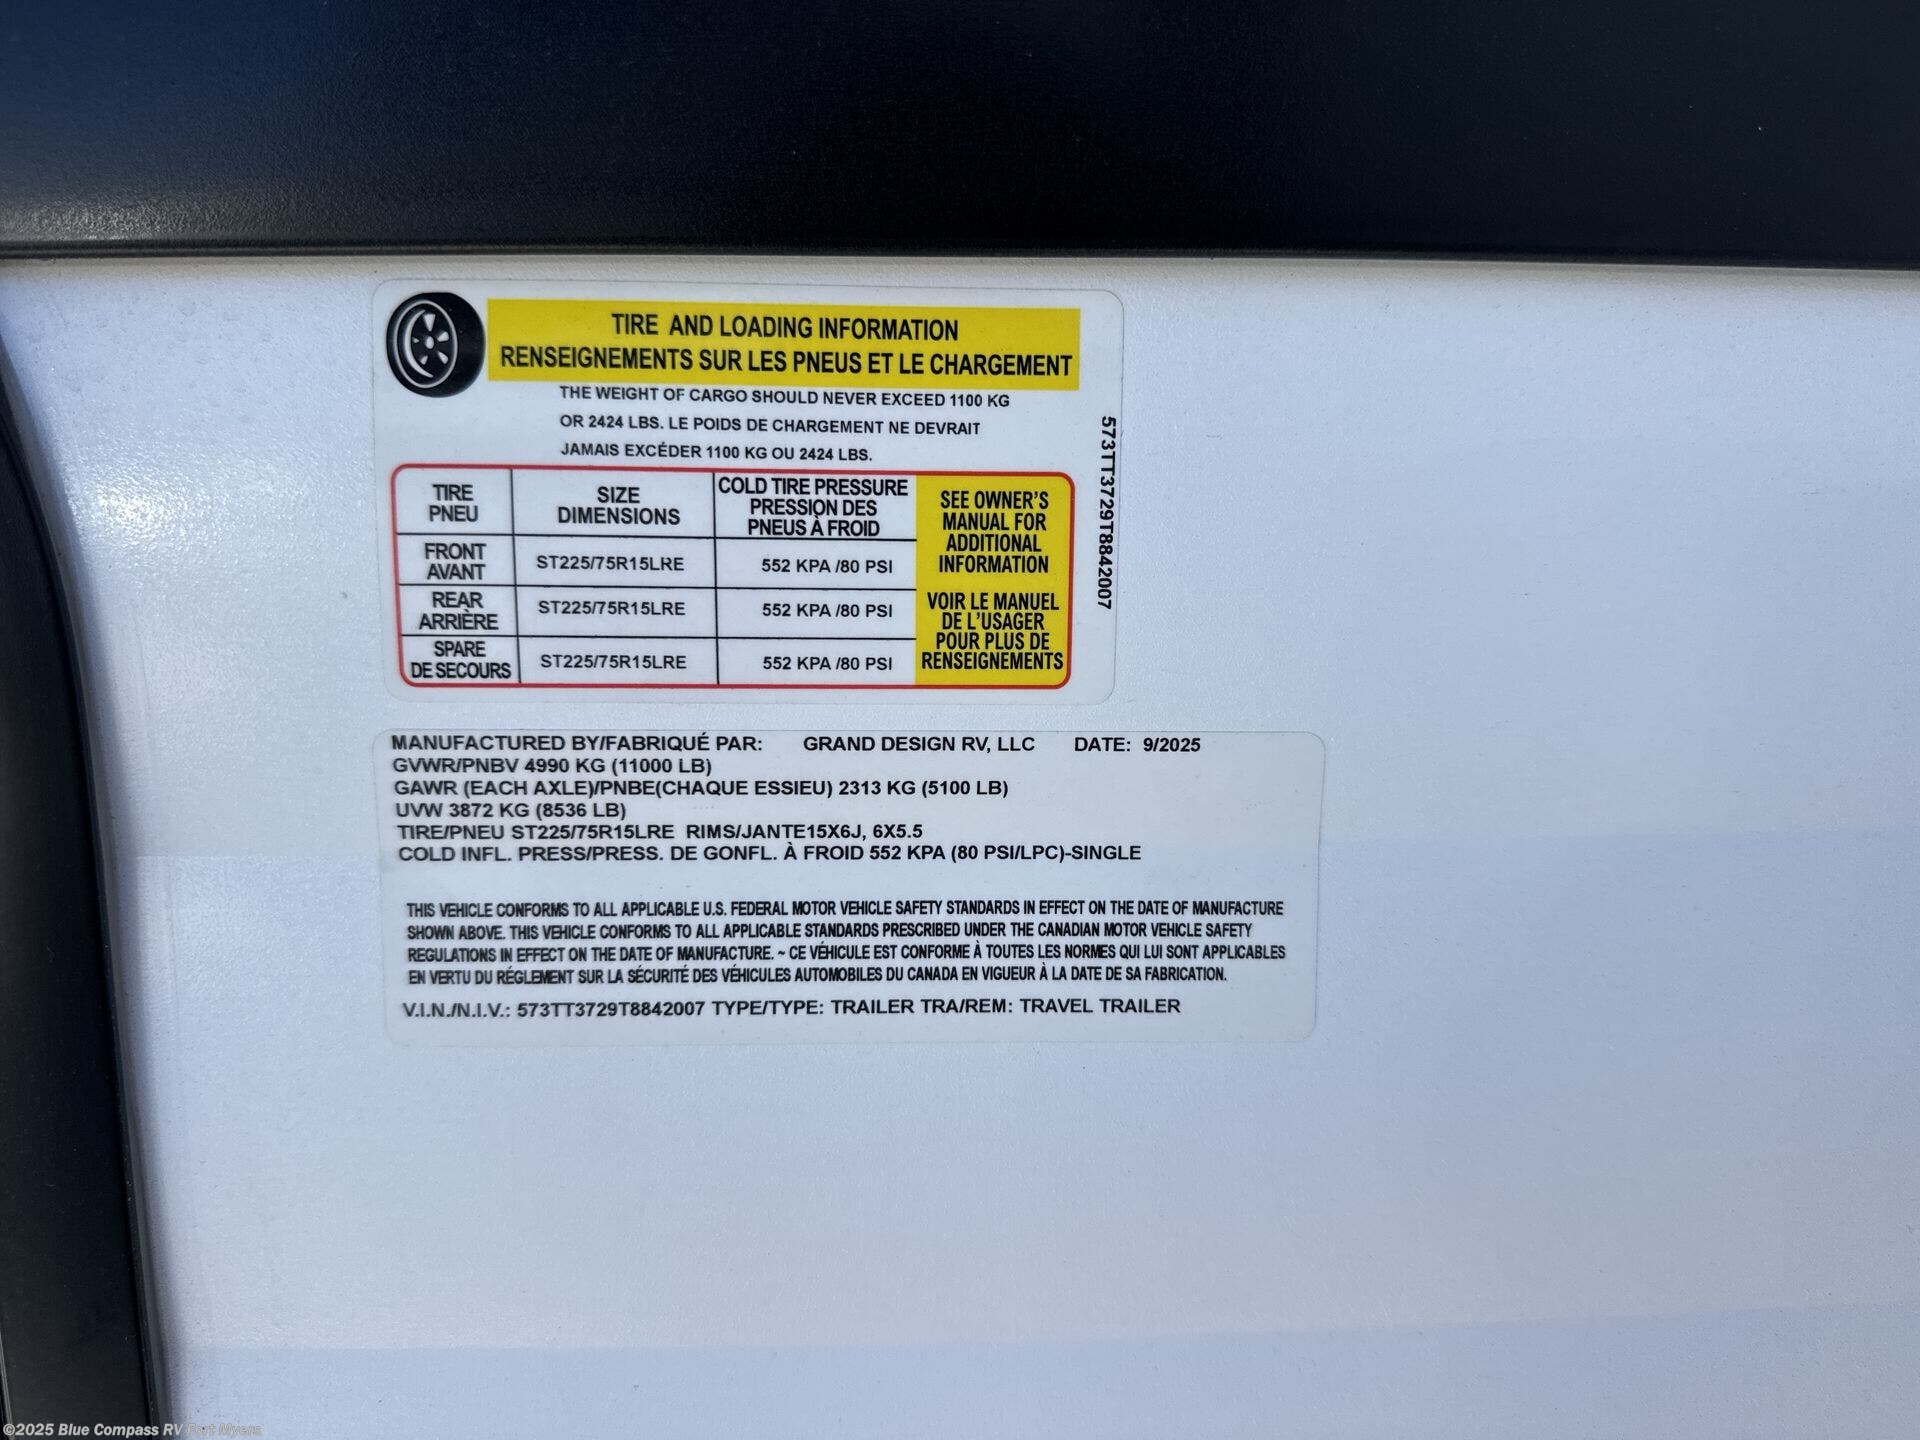 TIRE AND LOADING INFORMATION
RENSEIGNEMENTS SUR LES PNEUS ET LE CHARGEMENT
THE WEIGHT OF CARGO SHOULD NEVER EXCEED 1100 KG
OR 2424 LBS. LE POIDS DE CHARGEMENT NE DEVRAIT
JAMAIS EXCÉDER 1100 KG OU 2424 LBS.
TIRE
PNEU
SIZE
DIMENSIONS
COLD TIRE PRESSURE
PRESSION DES
PNEUS À FROID
FRONT
AVANT
ST225/75R15LRE
552 KPA /80 PSI
REAR
ARRIÈRE
ST225/75R15LRE
552 KPA /80 PSI
SPARE
DE SECOURS
ST225/75R15LRE
552 KPA /80 PSI
SEE OWNER'S
MANUAL FOR
ADDITIONAL
INFORMATION
VOIR LE MANUEL
DE L'USAGER
POUR PLUS DE
RENSEIGNEMENTS
573TT3729T8842007
MANUFACTURED BY/FABRIQUÉ PAR: GRAND DESIGN RV, LLC DATE: 9/2025
GVWR/PNBV 4990 KG (11000 LB)
GAWR (EACH AXLE)/PNBE(CHAQUE ESSIEU) 2313 KG (5100 LB)
UVW 3872 KG (8536 LB)
TIRE/PNEU ST225/75R15LRE RIMS/JANTE15X6J, 6X5.5
COLD INFL. PRESS/PRESS. DE GONFL. À FROID 552 KPA (80 PSI/LPC)-SINGLE
THIS VEHICLE CONFORMS TO ALL APPLICABLE U.S. FEDERAL MOTOR VEHICLE SAFETY STANDARDS IN EFFECT ON THE DATE OF MANUFACTURE
SHOWN ABOVE. THIS VEHICLE CONFORMS TO ALL APPLICABLE STANDARDS PRESCRIBED UNDER THE CANADIAN MOTOR VEHICLE SAFETY
REGULATIONS IN EFFECT ON THE DATE OF MANUFACTURE. ~ CE VÉHICULE EST CONFORME À TOUTES LES NORMES QUI LUI SONT APPLICABLES
EN VERTU DU RÉGLEMENT SUR LA SÉCURITÉ DES VÉHICULES AUTOMOBILES DU CANADA EN VIGUEUR À LA DATE DE SA FABRICATION.
V.I.N./N.I.V.: 573TT3729T8842007 TYPE/TYPE: TRAILER TRA/REM: TRAVEL TRAILER
©2025 Blue Compass RV Fort Myers